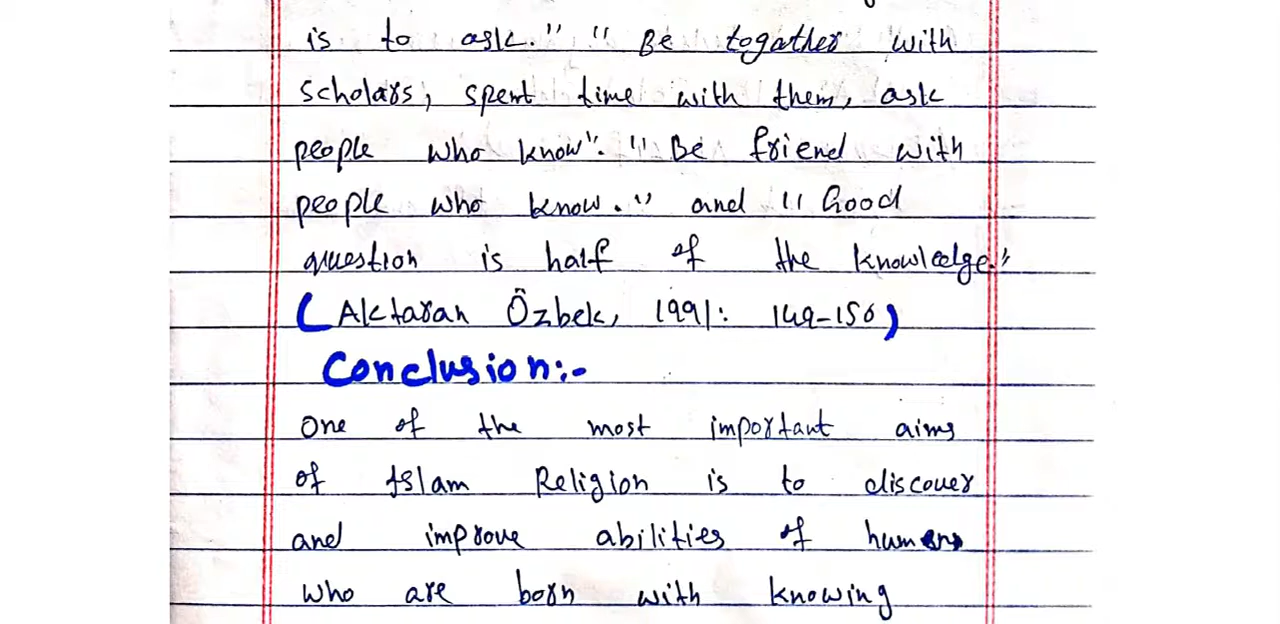 is to ask." " Be togather with
scholars, spent time with them, ask
people who know". " Be friend with
people who know." and " Good
question is half of the knowledge"
(Aktaran Özbek, 1991: 149-156)
Conclusion:-
One of the most important aims
of Islam Religion is to discover
and improve abilities of humans
who are born with knowing